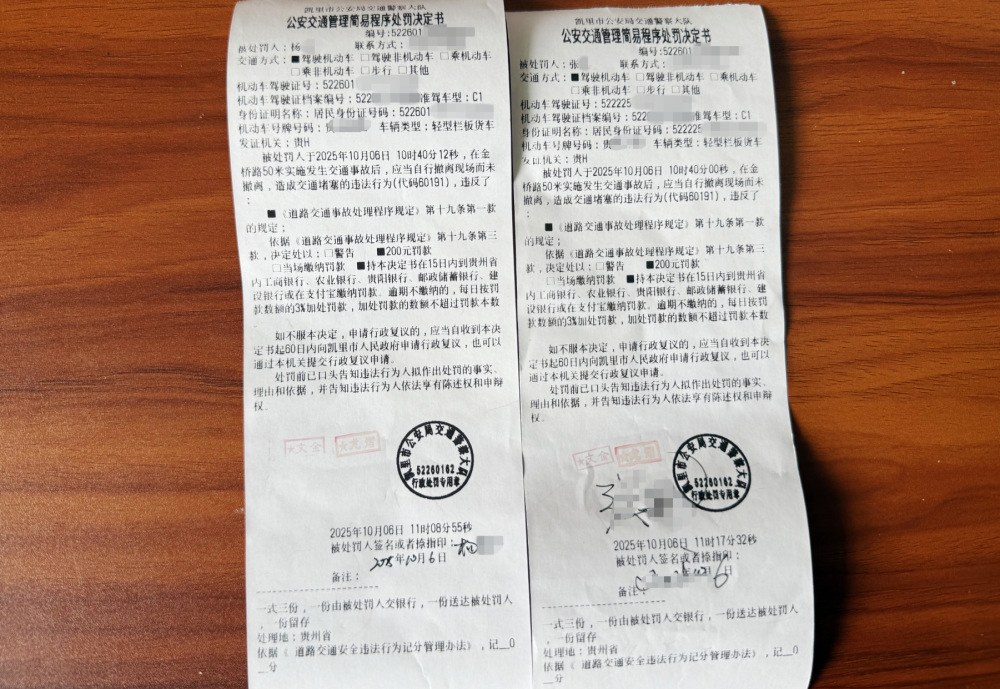 凯里市公安局交通警察大队
公安交通管理简易程序处罚决定书
编号:522601
被处罚人：杨
联系方式：
交通方式：■驾驶机动车 □驾驶非机动车 □乘机动车
□乘非机动车 □步行 □其他
机动车驾驶证号：522601
机动车驾驶证档案编号：522 准驾车型：C1
身份证明名称：居民身份证号码：522601
机动车号牌号码：贵 车辆类型：轻型栏板货车
发证机关：贵H
被处罚人于2025年10月06日 10时40分12秒，在金
桥路50米实施发生交通事故后，应当自行撤离现场而未
撤离，造成交通堵塞的违法行为(代码60191)，违反了
；
■《道路交通事故处理程序规定》第十九条第一款
的规定；
依据《道路交通事故处理程序规定》第十九条第三
款，决定处以：□警告 ■200元罚款
□当场缴纳罚款 ■持本决定书在15日内到贵州省
内工商银行、农业银行、贵阳银行、邮政储蓄银行、建
设银行或在支付宝缴纳罚款。逾期不缴纳的，每日按罚
款数额的3%加处罚款，加处罚款的数额不超过罚款本数
如不服本决定，申请行政复议的，应当自收到本决
定书起60日内向凯里市人民政府申请行政复议，也可以
通过本机关提交行政复议申请。
处罚前已口头告知违法行为人拟作出处罚的事实、
理由和依据，并告知违法行为人依法享有陈述权和申辩
权.
凯里市公安局交通警察大队
52260162
行政处罚专用章
2025年10月06日 11时08分55秒
被处罚人签名或者捺指印：杨
年10月6日
备注：
一式三份，一份由被处罚人交银行，一份送达被处罚人
，一份留存
处理地：贵州省
依据《 道路交通安全违法行为记分管理办法》，记__0
__分
凯里市公安局交通警察大队
公安交通管理简易程序处罚决定书
编号:522601
被处罚人：张
联系方式：
交通方式：■驾驶机动车 □驾驶非机动车 □乘机动车
□乘非机动车 □步行 □其他
机动车驾驶证号：522225
机动车驾驶证档案编号：522 准驾车型：C1
身份证明名称：居民身份证号码：522225
机动车号牌号码：贵 车辆类型：轻型栏板货车
发证机关：贵H
被处罚人于2025年10月06日 10时40分00秒，在金
桥路50米实施发生交通事故后，应当自行撤离现场而未
撤离，造成交通堵塞的违法行为(代码60191)，违反了
；
■《道路交通事故处理程序规定》第十九条第一款
的规定；
依据《道路交通事故处理程序规定》第十九条第三
款，决定处以：□警告 ■200元罚款
□当场缴纳罚款 ■持本决定书在15日内到贵州省
内工商银行、农业银行、贵阳银行、邮政储蓄银行、建
设银行或在支付宝缴纳罚款。逾期不缴纳的，每日按罚
款数额的3%加处罚款，加处罚款的数额不超过罚款本数
如不服本决定，申请行政复议的，应当自收到本决
定书起60日内向凯里市人民政府申请行政复议，也可以
通过本机关提交行政复议申请。
处罚前已口头告知违法行为人拟作出处罚的事实、
理由和依据，并告知违法行为人依法享有陈述权和申辩
权.
凯里市公安局交通警察大队
52260162
行政处罚专用章
2025年10月06日 11时17分32秒
被处罚人签名或者捺指印：
年 6日
备注：
一式三份，一份由被处罚人交银行，一份送达被处罚人
，一份留存
处理地：贵州省
依据《 道路交通安全违法行为记分管理办法》，记__0
__分